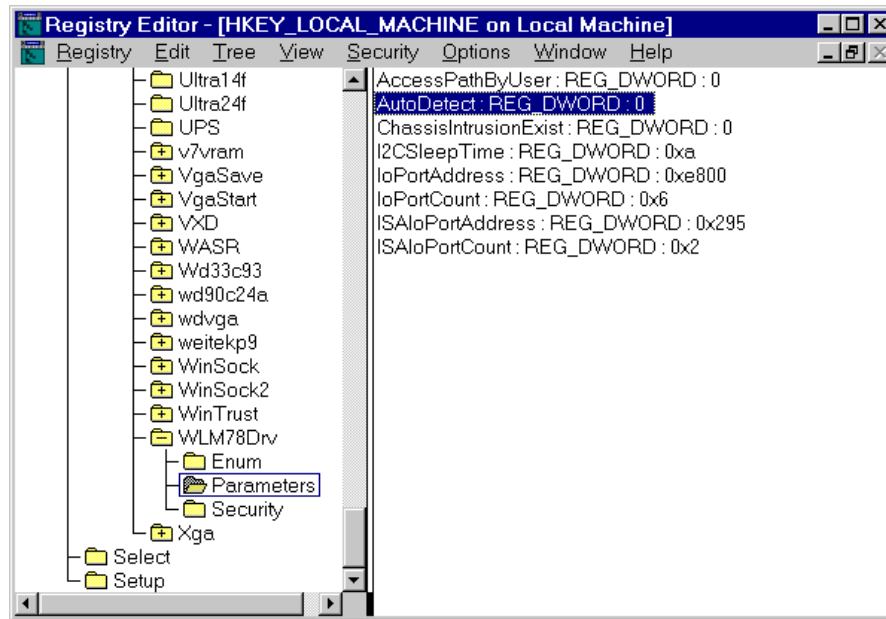 Registry Editor - [HKEY_LOCAL_MACHINE on Local Machine]
Registry Edit Tree View Security Options Window Help
Ultra14f
Ultra24f
UPS
v7vram
VgaSave
VgaStart
VXD
WASR
Wd33c93
wd90c24a
wdvga
weitekp9
WinSock
WinSock2
WinTrust
WLM78Drv
Enum
Parameters
Security
Xga
Select
Setup
AccessPathByUser : REG_DWORD : 0
AutoDetect : REG_DWORD : 0
ChassisIntrusionExist : REG_DWORD : 0
I2CSleepTime : REG_DWORD : 0xa
IoPortAddress : REG_DWORD : 0xe800
IoPortCount : REG_DWORD : 0x6
ISAIoPortAddress : REG_DWORD : 0x295
ISAIoPortCount : REG_DWORD : 0x2